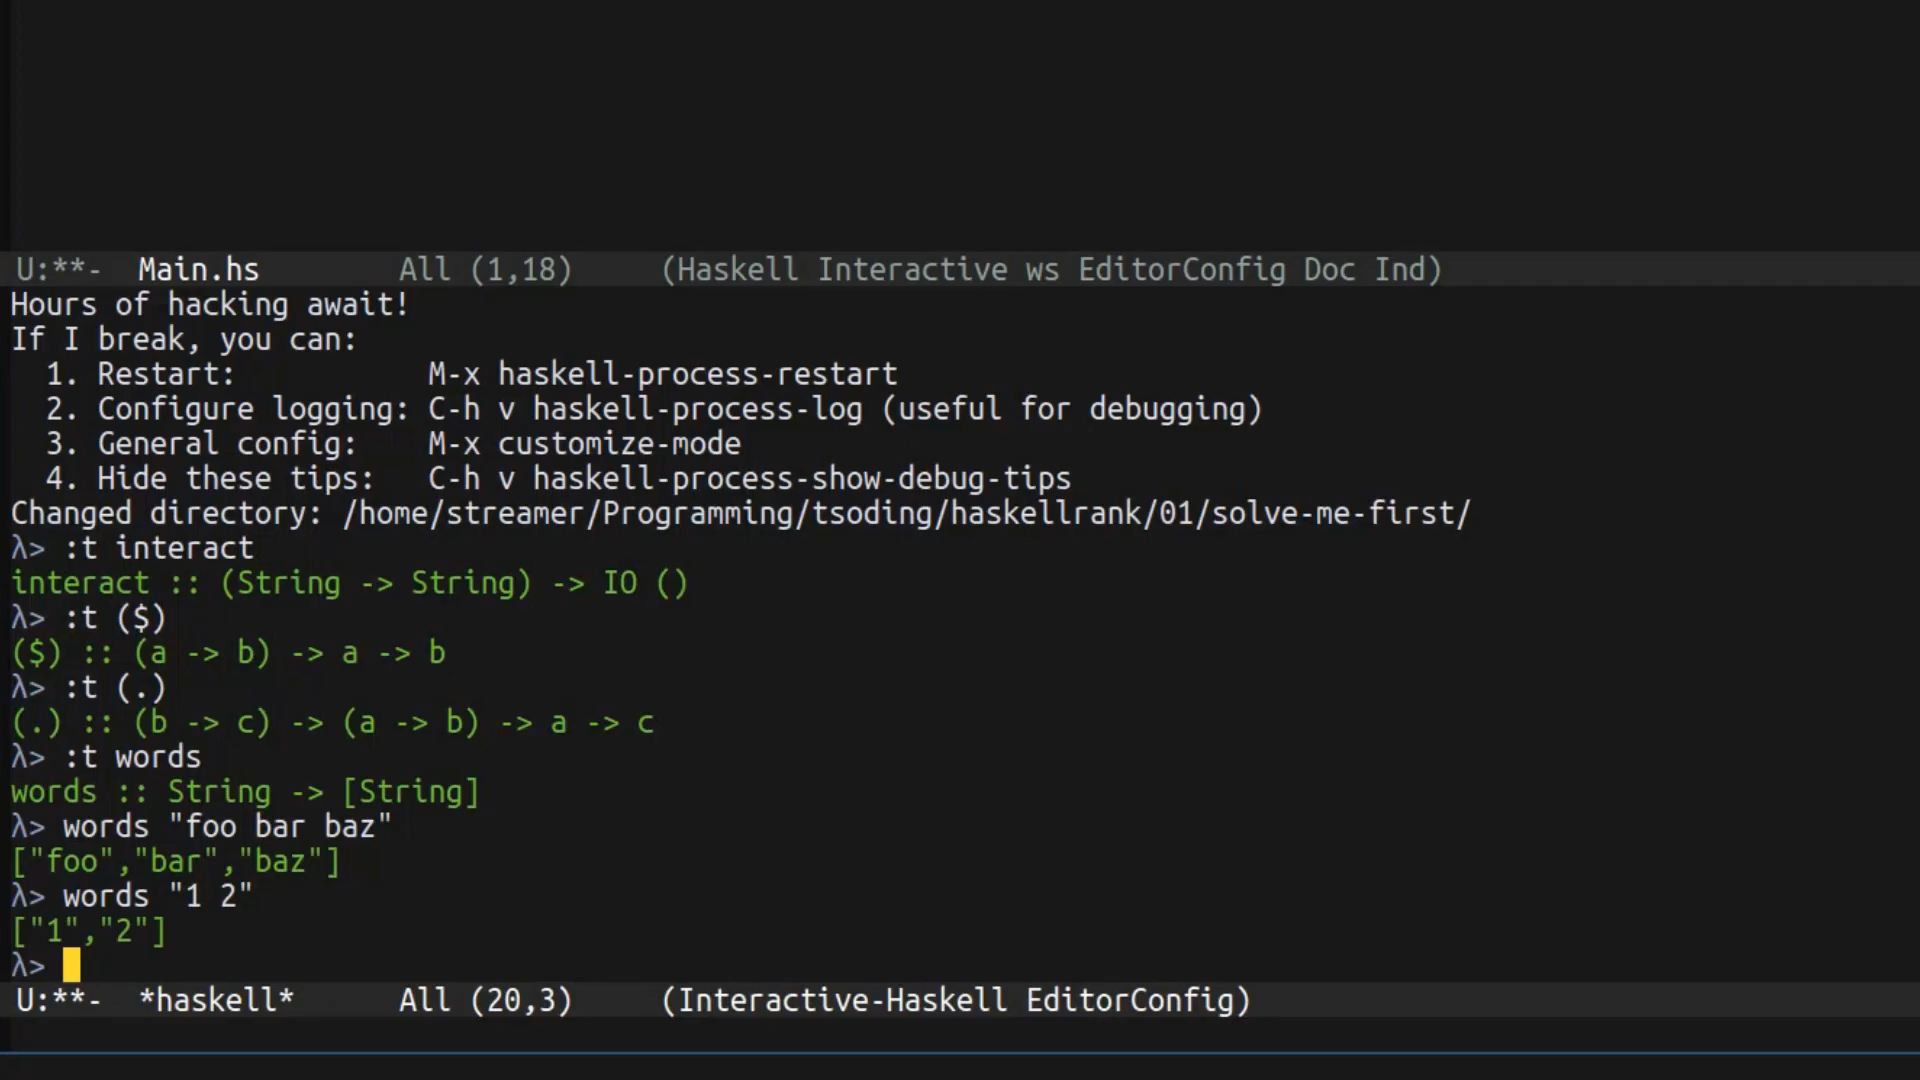 U:**-  Main.hs        All (1,18)     (Haskell Interactive ws EditorConfig Doc Ind)
Hours of hacking await!
If I break, you can:
  1. Restart:           M-x haskell-process-restart
  2. Configure logging: C-h v haskell-process-log (useful for debugging)
  3. General config:    M-x customize-mode
  4. Hide these tips:   C-h v haskell-process-show-debug-tips
Changed directory: /home/streamer/Programming/tsoding/haskellrank/01/solve-me-first/
λ> :t interact
interact :: (String -> String) -> IO ()
λ> :t ($)
($) :: (a -> b) -> a -> b
λ> :t (.)
(.) :: (b -> c) -> (a -> b) -> a -> c
λ> :t words
words :: String -> [String]
λ> words "foo bar baz"
["foo","bar","baz"]
λ> words "1 2"
["1","2"]
λ>
U:**-  *haskell*      All (20,3)     (Interactive-Haskell EditorConfig)